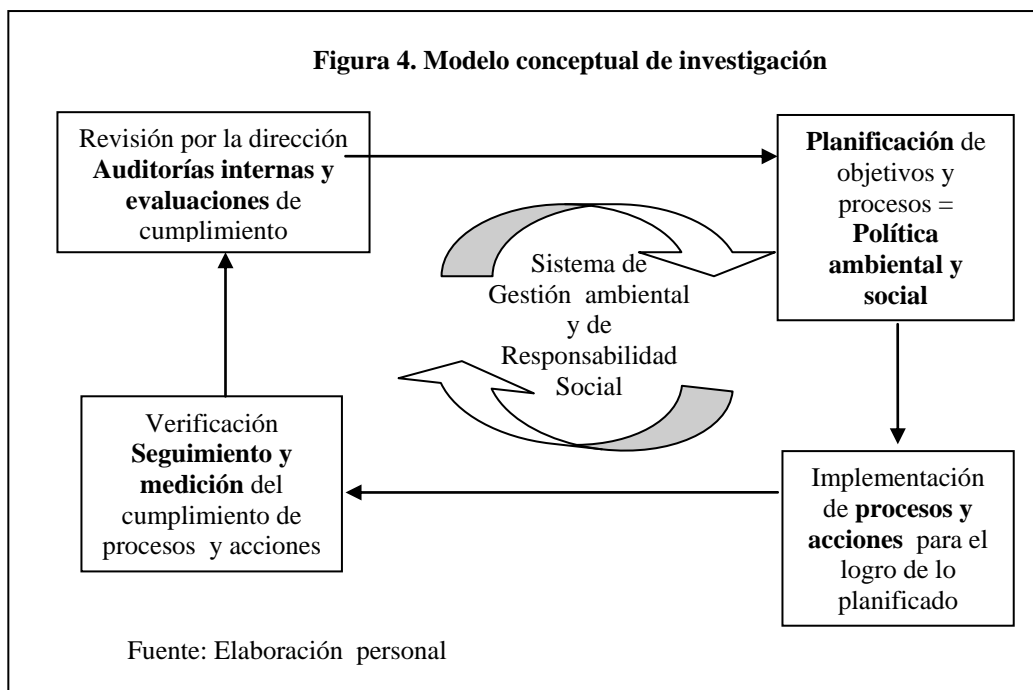 Figura 4. Modelo conceptual de investigación
Revisión por la dirección
Auditorías internas y
evaluaciones de
cumplimiento
Planificación de
objetivos y
procesos =
Política
ambiental y
social
Sistema de
Gestión ambiental
y de
Responsabilidad
Social
Verificación
Seguimiento y
medición del
cumplimiento de
procesos y acciones
Implementación
de procesos y
acciones para el
logro de lo
planificado
Fuente: Elaboración personal